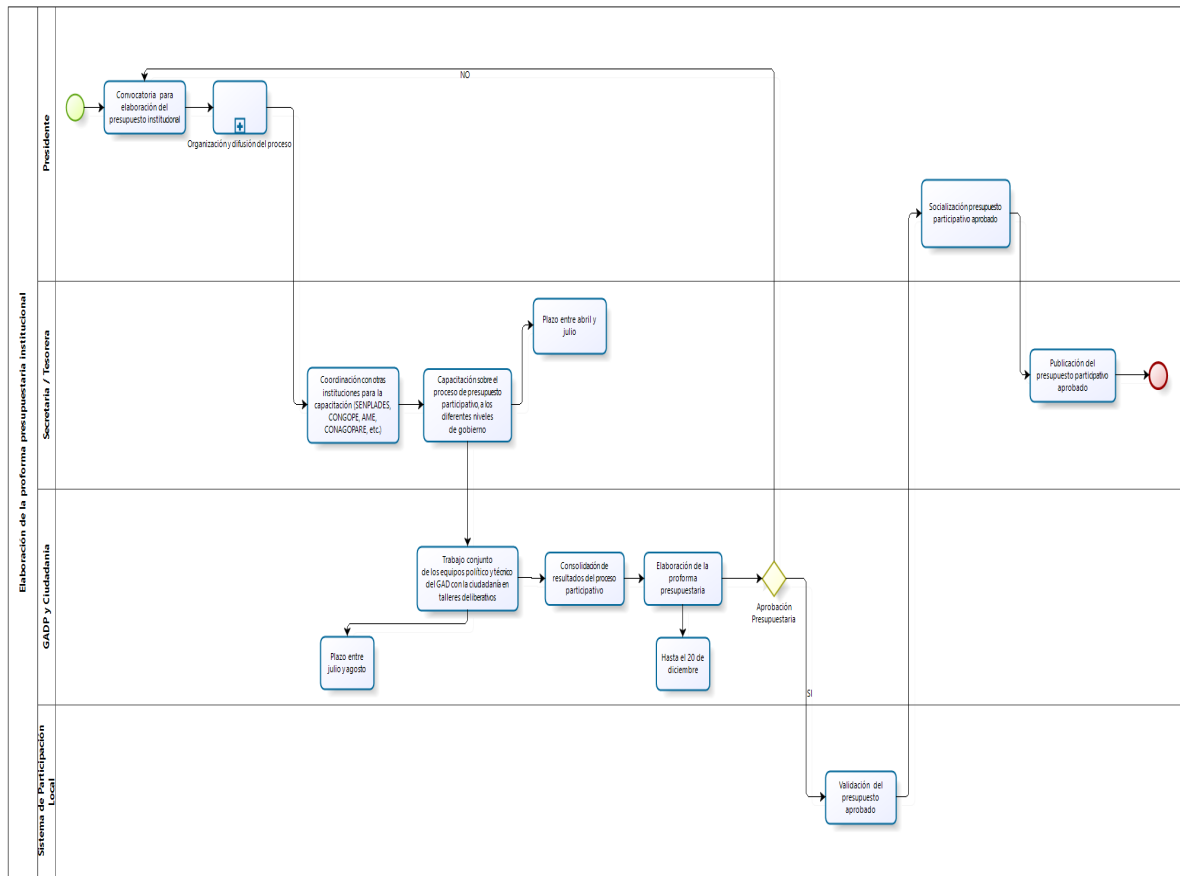 Elaboración de la proforma presupuestaria institucional
Presidente
NO
Convocatoria para
elaboración del
presupuesto institucional
Organización y difusión del proceso
Socialización presupuesto
participativo aprobado
Secretaria / Tesorera
Plazo entre abril y
julio
Coordinación con otras
instituciones para la
capacitación (SENPLADES,
CONGOPE, AME,
CONAGOPARE, etc.)
Capacitación sobre el
proceso de presupuesto
participativo, a los
diferentes niveles
de gobierno
Publicación del
presupuesto participativo
aprobado
GADP y Ciudadanía
Trabajo conjunto
de los equipos político y técnico
del GAD con la ciudadanía en
talleres deliberativos
Consolidación de
resultados del proceso
participativo
Elaboración de la
proforma
presupuestaria
Aprobación
Presupuestaria
Plazo entre
julio y agosto
Hasta el 20 de
diciembre
SI
Sistema de Participación
Local
Validación del
presupuesto
aprobado